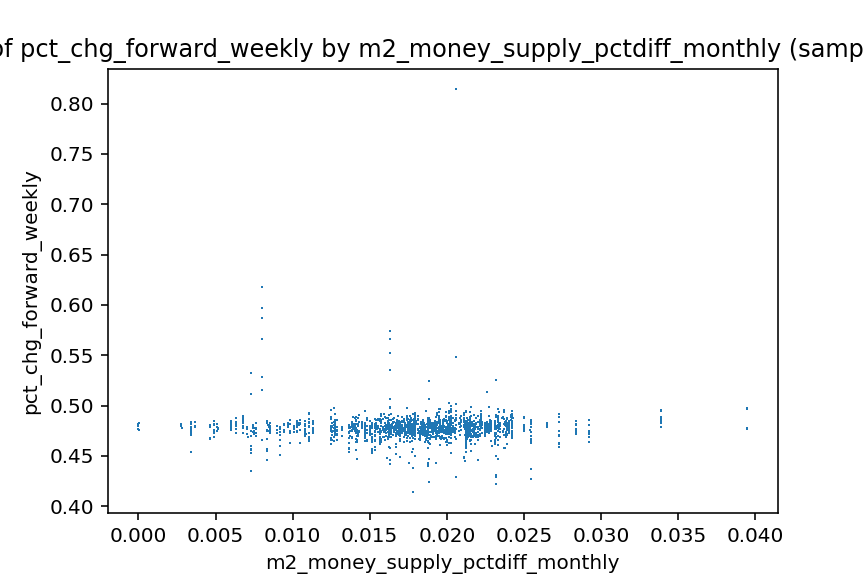 of pct_chg_forward_weekly by m2_money_supply_pctdiff_monthly (samp
0.80
0.75
0.70
0.65
0.60
0.55
0.50
0.45
0.40
pct_chg_forward_weekly
0.000 0.005 0.010 0.015 0.020 0.025 0.030 0.035 0.040
m2_money_supply_pctdiff_monthly